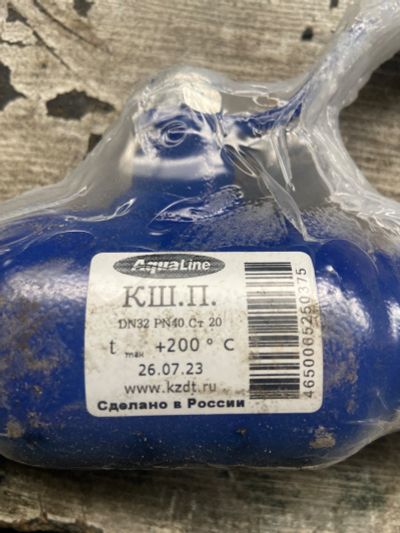 AquaLine
КШ.П.
DN32 PN40 Ст 20
t max +200 ° C
26.07.23
www.kzdt.ru
Сделано в России
4650065250375